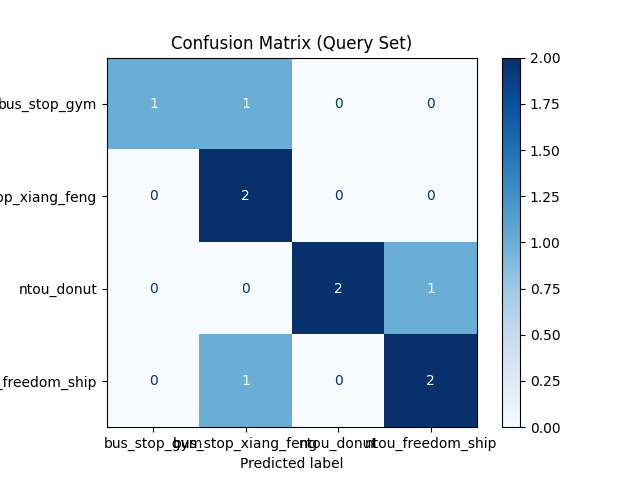 Confusion Matrix (Query Set)
bus_stop_gym 1 1 0 0
op_xiang_feng 0 2 0 0
ntou_donut 0 0 2 1
_freedom_ship 0 1 0 2
bus_stop_gym bus_stop_xiang_feng ntou_donut ntou_freedom_ship
Predicted label
2.00
1.75
1.50
1.25
1.00
0.75
0.50
0.25
0.00